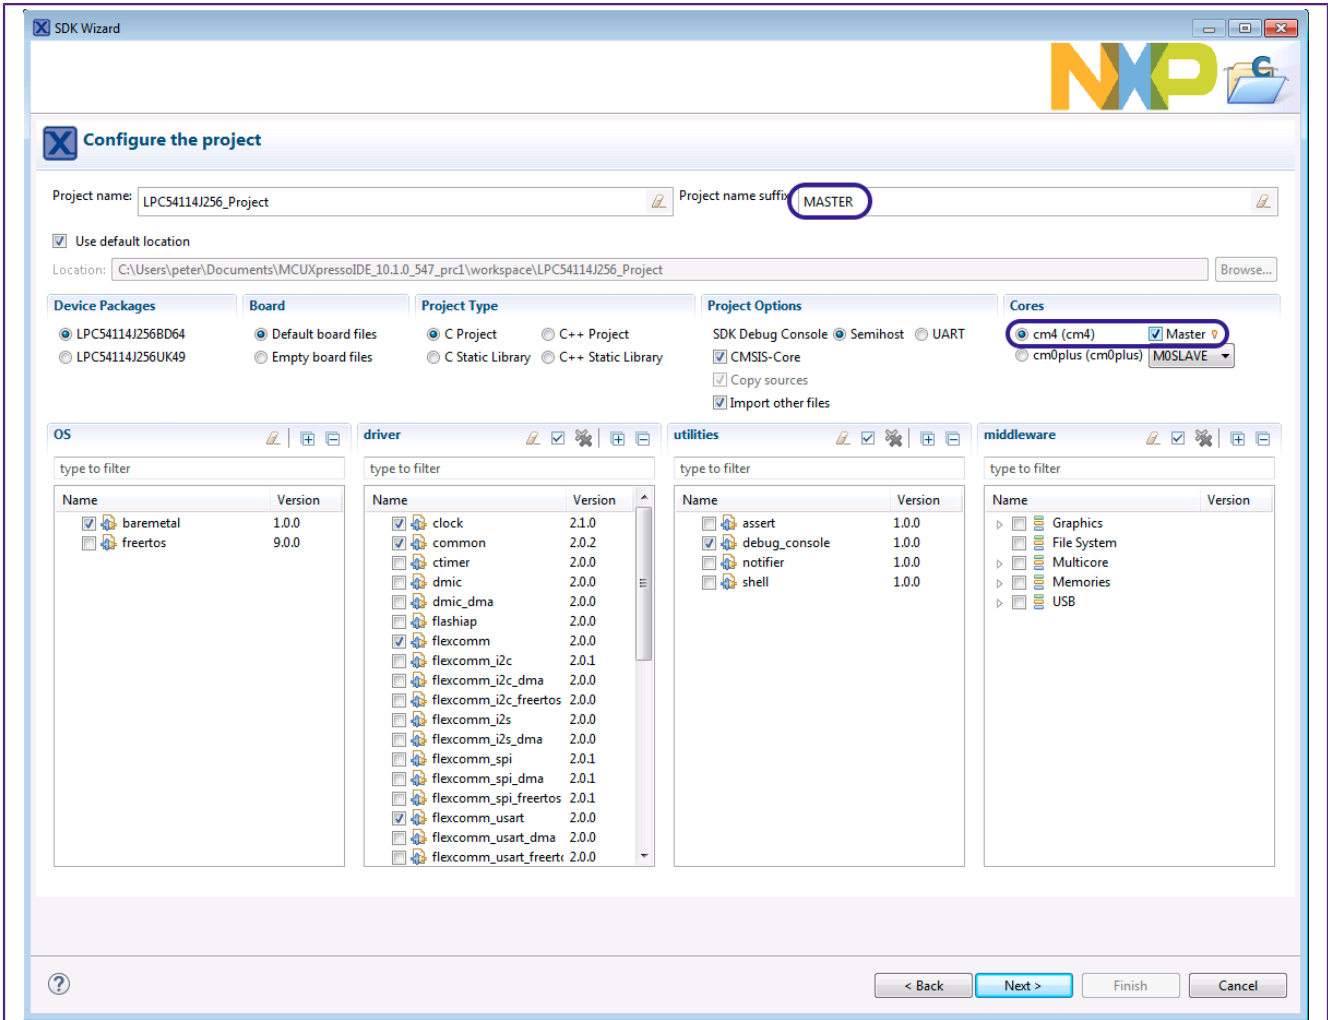 SDK Wizard
NXP
C
X Configure the project
Project name: LPC54114J256_Project Project name suffix MASTER
Use default location
Location: C:\Users\peter\Documents\MCUXpressoIDE_10.1.0_547_prc1\workspace\LPC54114J256_Project Browse...
Device Packages Board Project Type Project Options Cores
LPC54114J256BD64 Default board files C Project C++ Project SDK Debug Console Semihost UART cm4 (cm4) Master
LPC54114J256UK49 Empty board files C Static Library C++ Static Library CMSIS-Core cm0plus (cm0plus) M0SLAVE
Copy sources
Import other files
OS driver utilities middleware
type to filter type to filter type to filter type to filter
Name Version Name Version Name Version Name Version
baremetal 1.0.0 clock 2.1.0 assert 1.0.0 Graphics
freertos 9.0.0 common 2.0.2 debug_console 1.0.0 File System
ctimer 2.0.0 notifier 1.0.0 Multicore
dmic 2.0.0 shell 1.0.0 Memories
dmic_dma 2.0.0 USB
flashiap 2.0.0
flexcomm 2.0.0
flexcomm_i2c 2.0.1
flexcomm_i2c_dma 2.0.0
flexcomm_i2c_freertos 2.0.0
flexcomm_i2s 2.0.0
flexcomm_i2s_dma 2.0.0
flexcomm_spi 2.0.1
flexcomm_spi_dma 2.0.1
flexcomm_spi_freertos 2.0.1
flexcomm_usart 2.0.0
flexcomm_usart_dma 2.0.0
flexcomm_usart_freert 2.0.0
? < Back Next > Finish Cancel